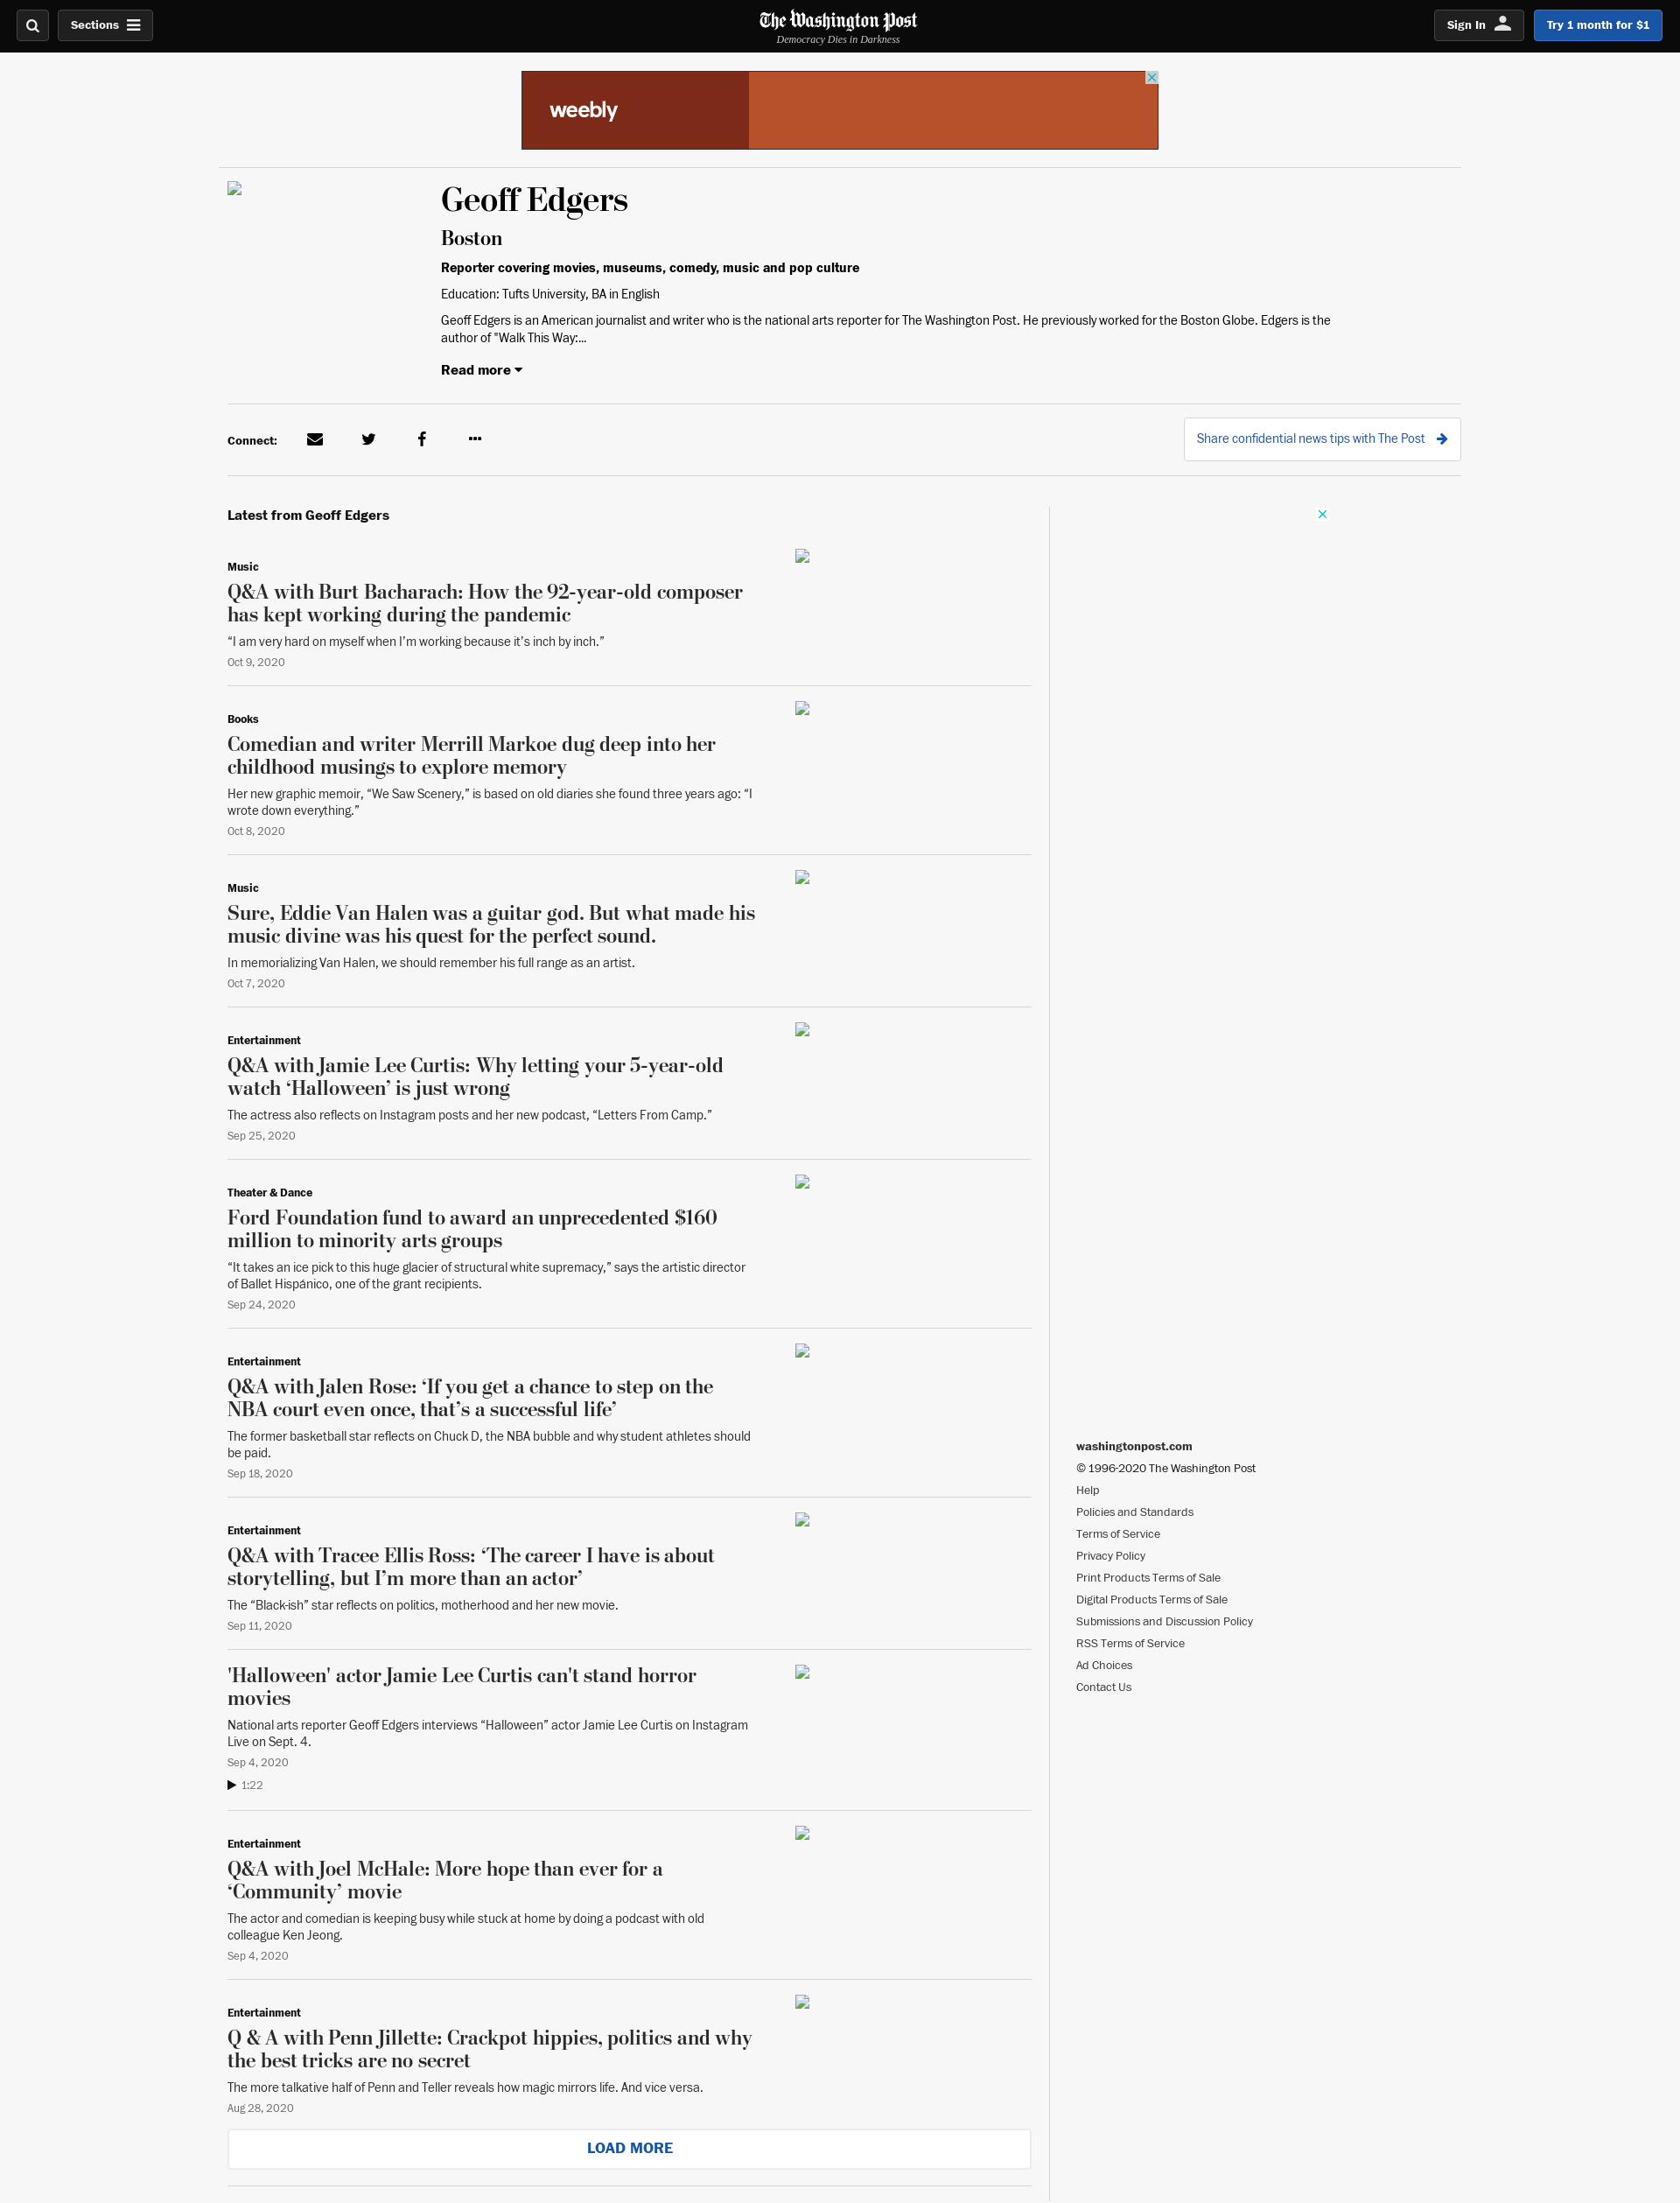 Sections
The Washington Post
Democracy Dies in Darkness
Sign In
Try 1 month for $1
weebly
Geoff Edgers
Boston
Reporter covering movies, museums, comedy, music and pop culture
Education: Tufts University, BA in English
Geoff Edgers is an American journalist and writer who is the national arts reporter for The Washington Post. He previously worked for the Boston Globe. Edgers is the
author of "Walk This Way:...
Read more
Connect:
Share confidential news tips with The Post
Latest from Geoff Edgers
Music
Q&A with Burt Bacharach: How the 92-year-old composer
has kept working during the pandemic
“I am very hard on myself when I’m working because it’s inch by inch.”
Oct 9, 2020
Books
Comedian and writer Merrill Markoe dug deep into her
childhood musings to explore memory
Her new graphic memoir, “We Saw Scenery,” is based on old diaries she found three years ago: “I
wrote down everything.”
Oct 8, 2020
Music
Sure, Eddie Van Halen was a guitar god. But what made his
music divine was his quest for the perfect sound.
In memorializing Van Halen, we should remember his full range as an artist.
Oct 7, 2020
Entertainment
Q&A with Jamie Lee Curtis: Why letting your 5-year-old
watch ‘Halloween’ is just wrong
The actress also reflects on Instagram posts and her new podcast, “Letters From Camp.”
Sep 25, 2020
Theater & Dance
Ford Foundation fund to award an unprecedented $160
million to minority arts groups
“It takes an ice pick to this huge glacier of structural white supremacy,” says the artistic director
of Ballet Hispánico, one of the grant recipients.
Sep 24, 2020
Entertainment
Q&A with Jalen Rose: ‘If you get a chance to step on the
NBA court even once, that’s a successful life’
The former basketball star reflects on Chuck D, the NBA bubble and why student athletes should
be paid.
Sep 18, 2020
Entertainment
Q&A with Tracee Ellis Ross: ‘The career I have is about
storytelling, but I’m more than an actor’
The “Black-ish” star reflects on politics, motherhood and her new movie.
Sep 11, 2020
'Halloween' actor Jamie Lee Curtis can't stand horror
movies
National arts reporter Geoff Edgers interviews “Halloween” actor Jamie Lee Curtis on Instagram
Live on Sept. 4.
Sep 4, 2020
1:22
Entertainment
Q&A with Joel McHale: More hope than ever for a
‘Community’ movie
The actor and comedian is keeping busy while stuck at home by doing a podcast with old
colleague Ken Jeong.
Sep 4, 2020
Entertainment
Q & A with Penn Jillette: Crackpot hippies, politics and why
the best tricks are no secret
The more talkative half of Penn and Teller reveals how magic mirrors life. And vice versa.
Aug 28, 2020
LOAD MORE
washingtonpost.com
© 1996-2020 The Washington Post
Help
Policies and Standards
Terms of Service
Privacy Policy
Print Products Terms of Sale
Digital Products Terms of Sale
Submissions and Discussion Policy
RSS Terms of Service
Ad Choices
Contact Us